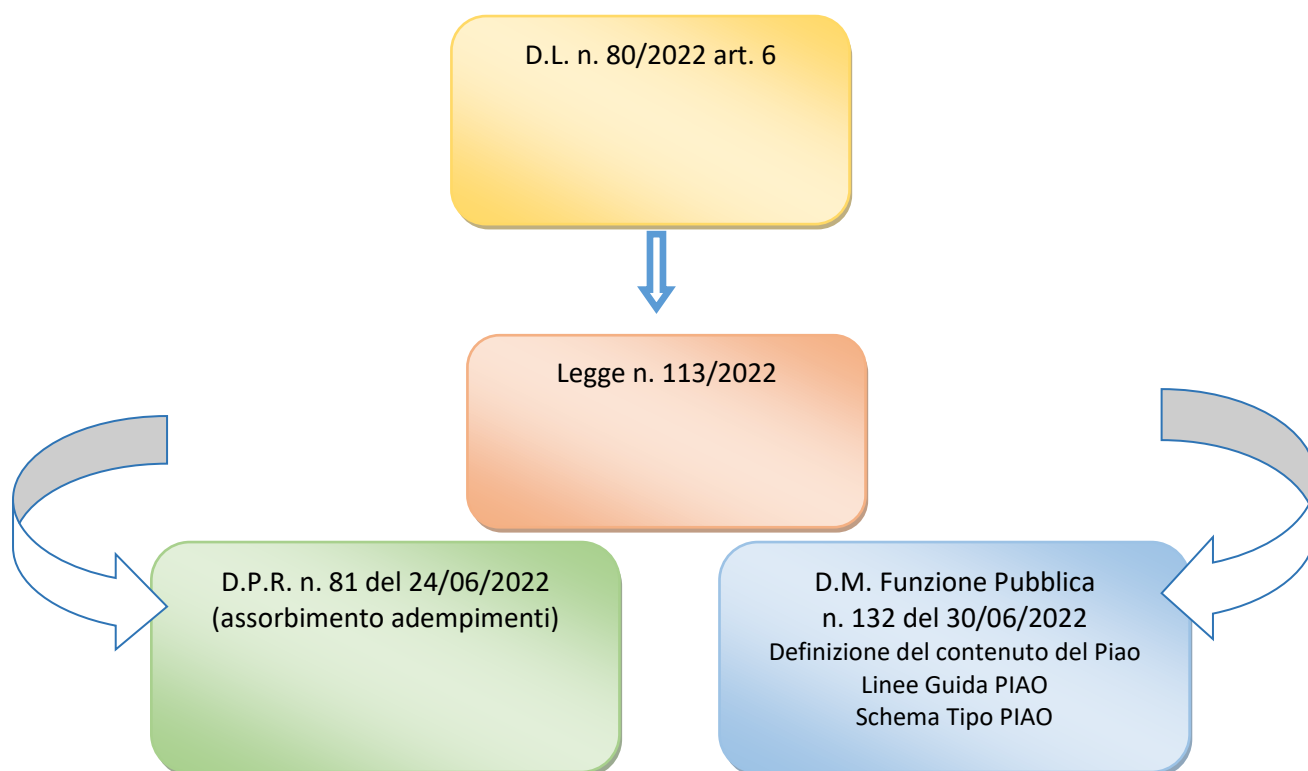 D.L. n. 80/2022 art. 6
Legge n. 113/2022
D.P.R. n. 81 del 24/06/2022
(assorbimento adempimenti)
D.M. Funzione Pubblica
n. 132 del 30/06/2022
Definizione del contenuto del Piao
Linee Guida PIAO
Schema Tipo PIAO